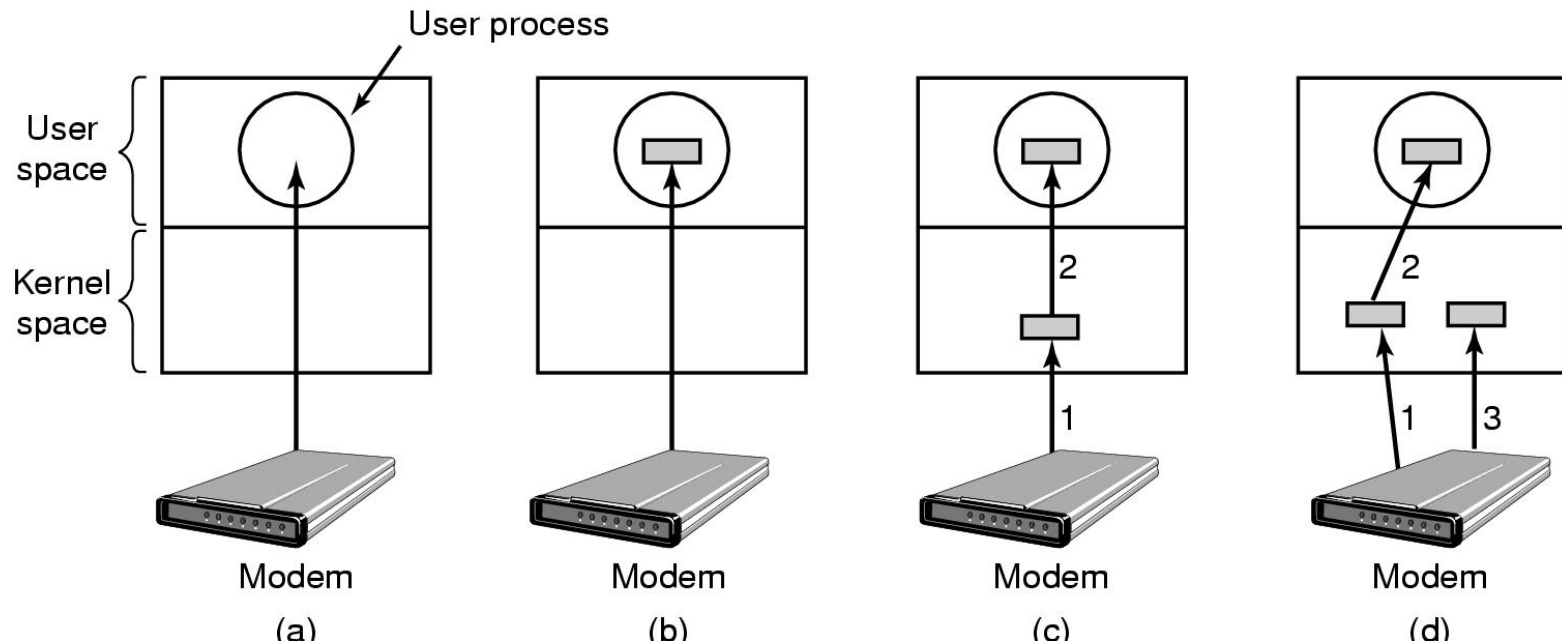 User process
User
space
Kernel
space
2
1
2
1
3
Modem
Modem
Modem
Modem
(a)
(b)
(c)
(d)